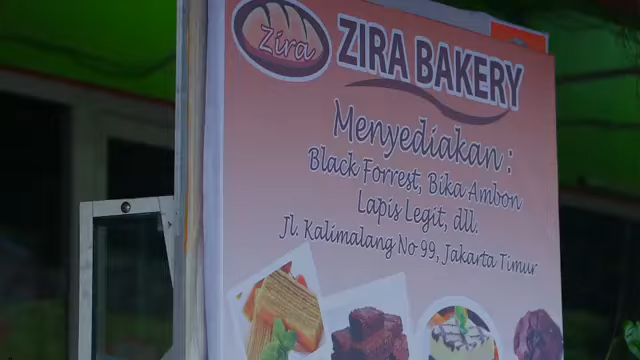 Zira
ZIRA BAKERY
Menyediakan :
Black Forrest, Bika Ambon
Lapis Legit, dll.
Jl. Kalimalang No 99, Jakarta Timur